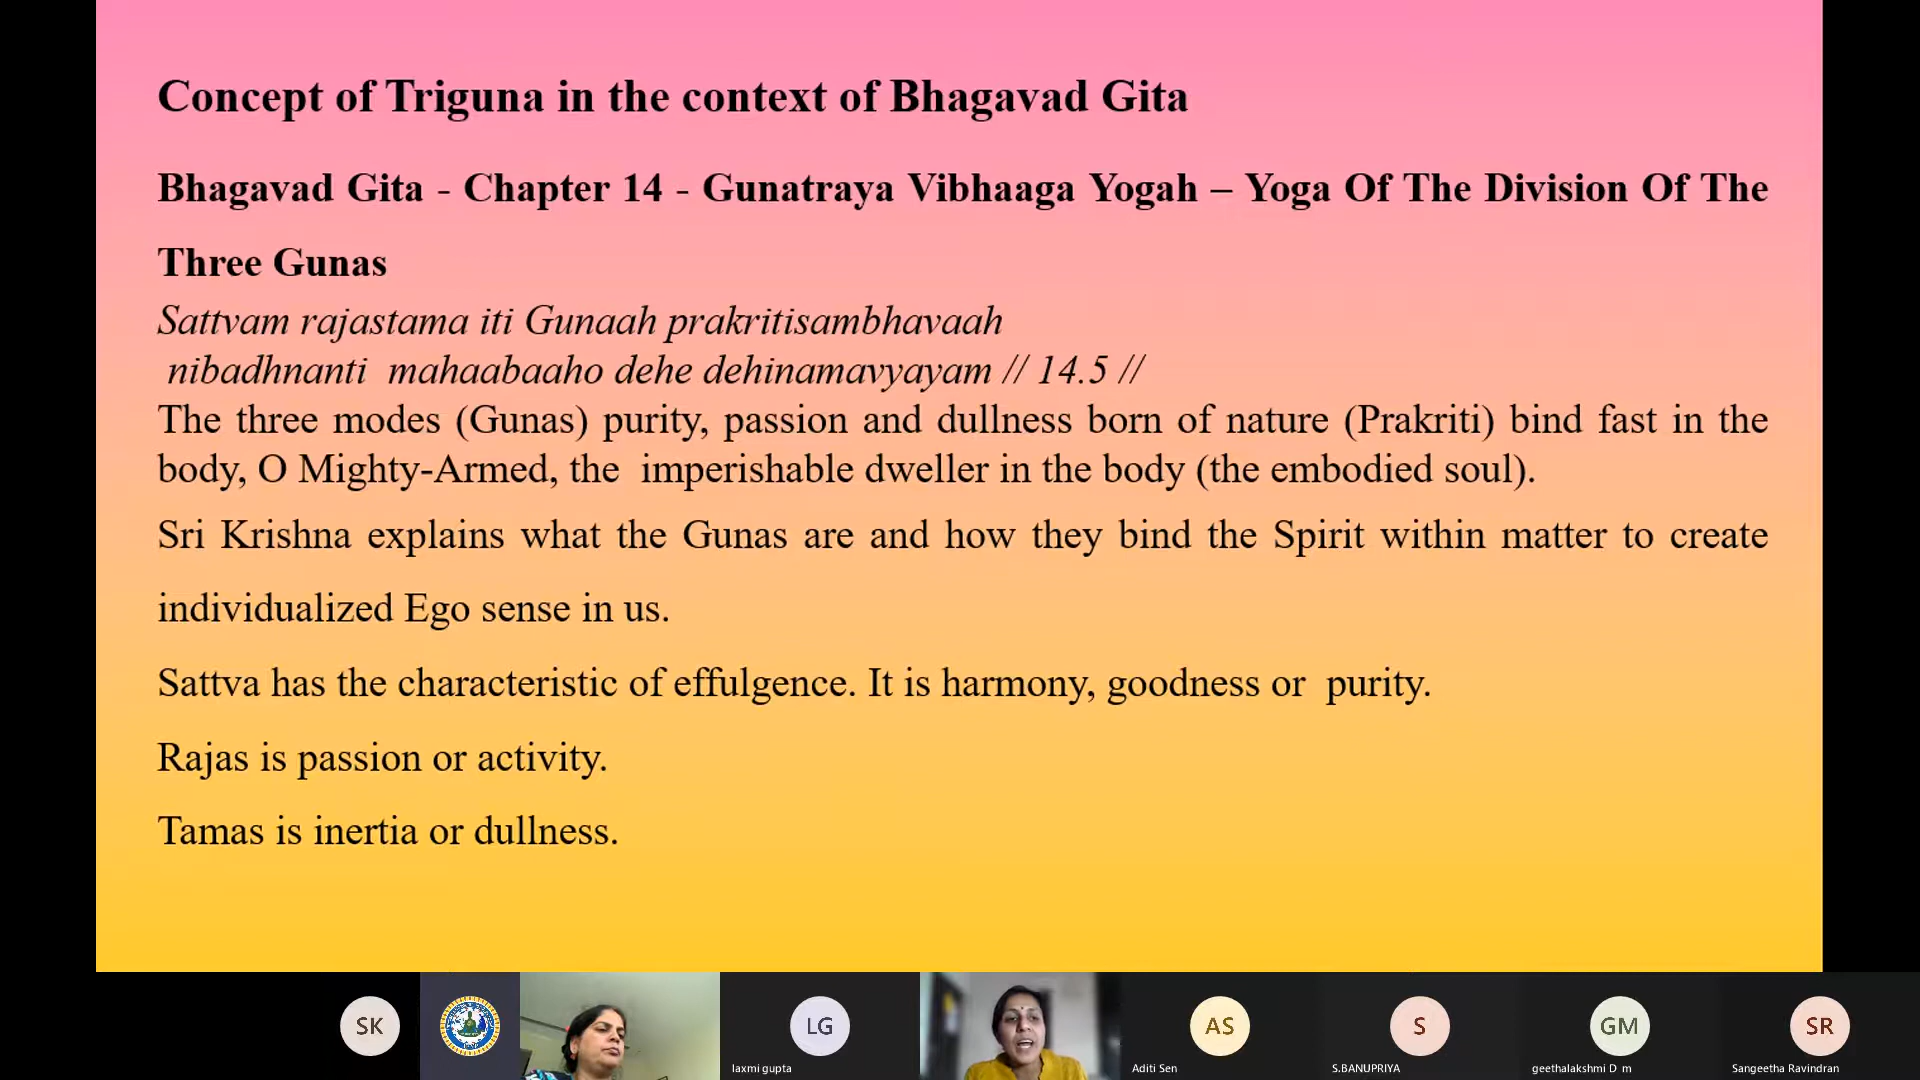 Concept of Triguna in the context of Bhagavad Gita
Bhagavad Gita - Chapter 14 - Gunatraya Vibhaaga Yogah – Yoga Of The Division Of The
Three Gunas
Sattvam rajastama iti Gunaah prakritisambhavaah
nibadhnanti mahaabaaho dehe dehinamavyayam // 14.5 //
The three modes (Gunas) purity, passion and dullness born of nature (Prakriti) bind fast in the
body, O Mighty-Armed, the imperishable dweller in the body (the embodied soul).
Sri Krishna explains what the Gunas are and how they bind the Spirit within matter to create
individualized Ego sense in us.
Sattva has the characteristic of effulgence. It is harmony, goodness or purity.
Rajas is passion or activity.
Tamas is inertia or dullness.
SK
LG
AS
S
GM
SR
laxmi gupta
Aditi Sen
S.BANUPRIYA
geethalakshmi D m
Sangeetha Ravindran